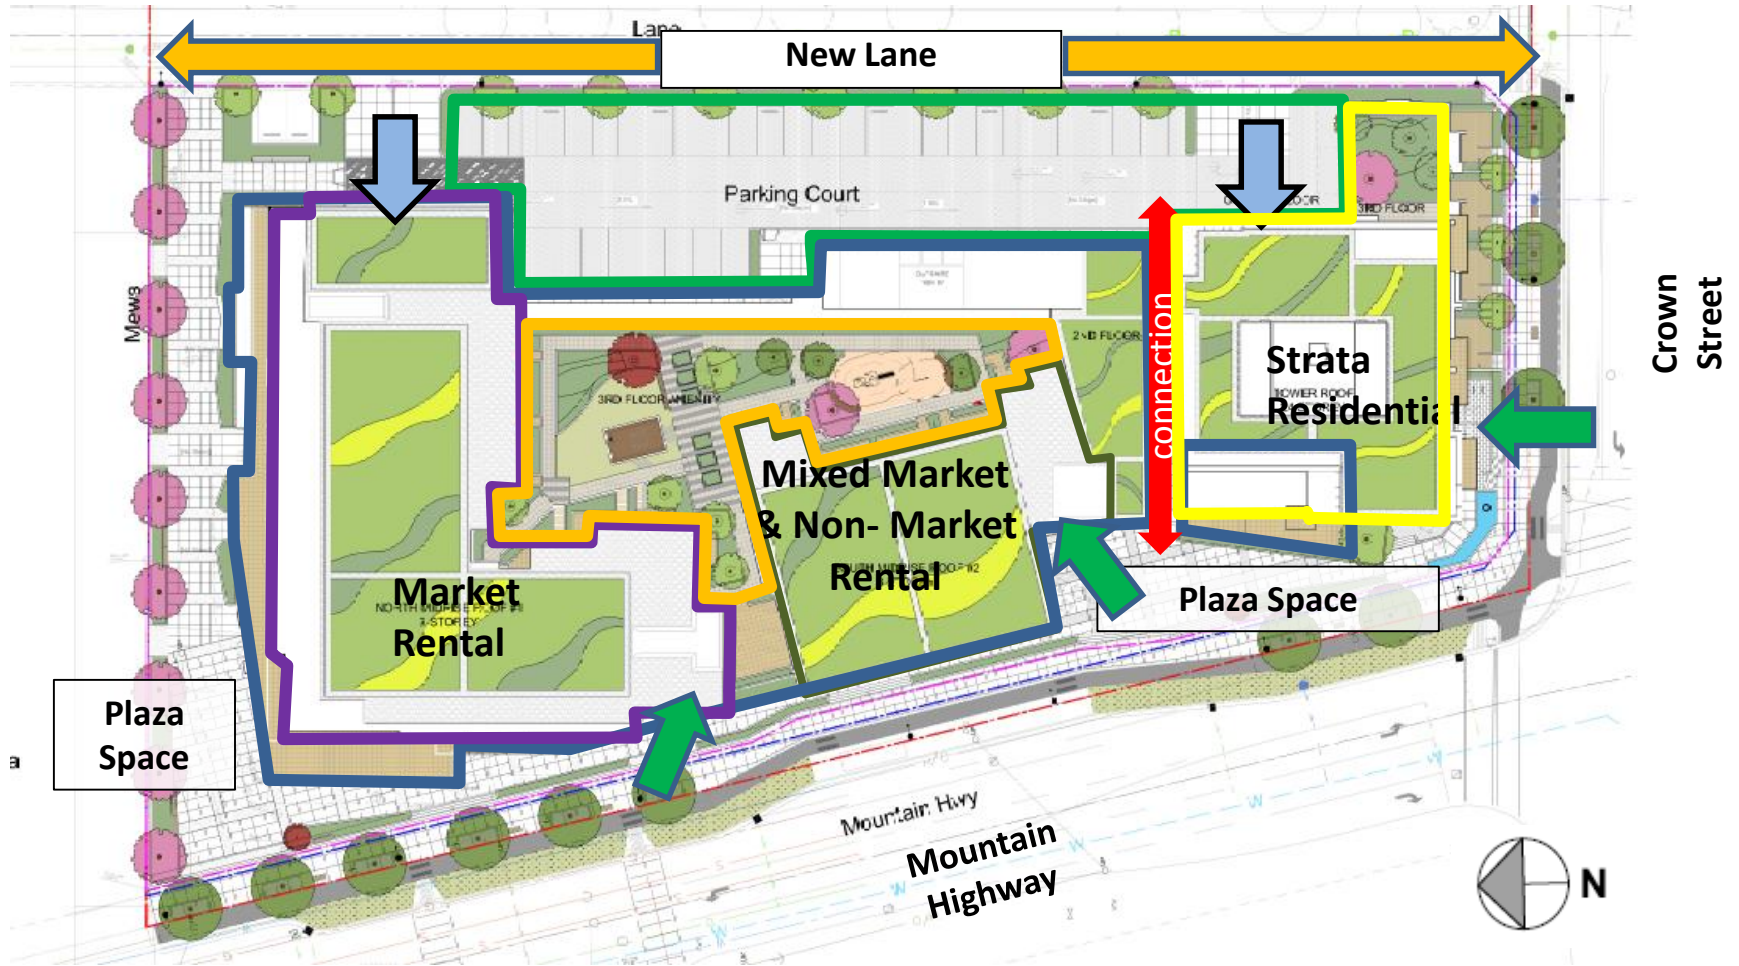 Lane
New Lane
Parking Court
3RD FLOOR
Mews
connection
2ND FLOOR
Crown
Street
3RD FLOOR AMENITY
Strata
TOWER ROOF
Residential
Mixed Market
& Non- Market
Rental
Market
Rental
Plaza Space
Plaza
Space
Mountain Hwy
Mountain
Highway
N